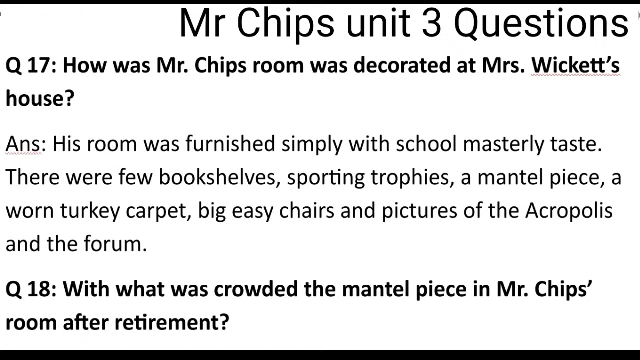 Mr Chips unit 3 Questions
Q 17: How was Mr. Chips room was decorated at Mrs. Wickett’s
house?
Ans: His room was furnished simply with school masterly taste.
There were few bookshelves, sporting trophies, a mantel piece, a
worn turkey carpet, big easy chairs and pictures of the Acropolis
and the forum.
Q 18: With what was crowded the mantel piece in Mr. Chips’
room after retirement?